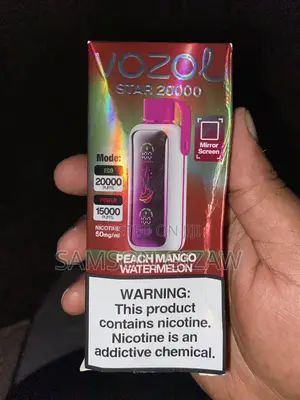 VOZOL
STAR 20000
Mirror
Screen
Mode:
ECO
20000
PUFFS
POWER
15000
PUFFS
NICOTINE:
50mg/ml
PEACH MANGO
WATERMELON
WARNING:
This product
contains nicotine.
Nicotine is an
addictive chemical.